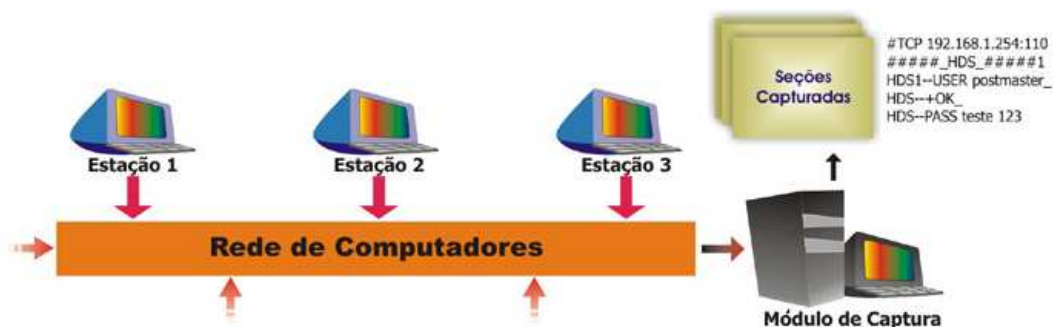 Seções
Capturadas
#TCP 192.168.1.254:110
#####_HDS_#####1
HDS1--USER postmaster_
HDS--+OK_
HDS--PASS teste 123
Estação 1
Estação 2
Estação 3
Rede de Computadores
Módulo de Captura